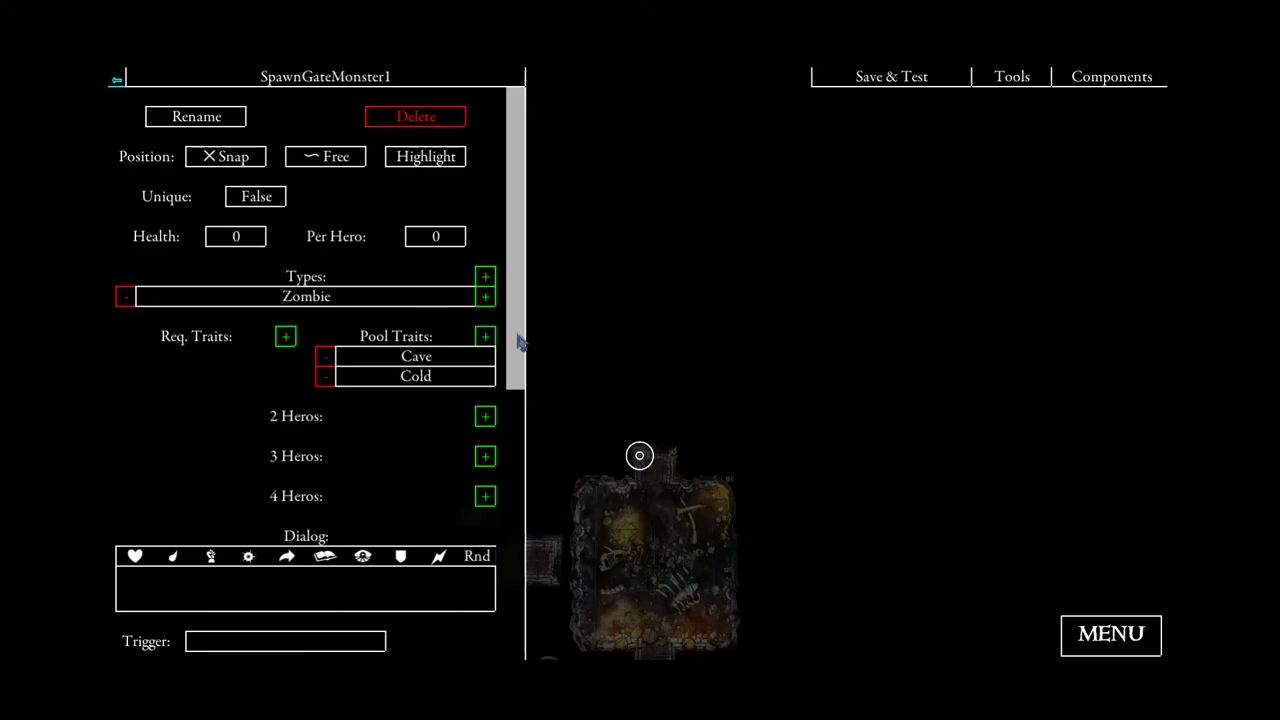 SpawnGateMonster1
Save & Test
Tools
Components
Rename
Delete
Position:
Snap
Free
Highlight
Unique:
False
Health:
0
Per Hero:
0
Types:
+
-
Zombie
+
Req. Traits:
+
Pool Traits:
+
-
Cave
-
Cold
2 Heros:
+
3 Heros:
+
4 Heros:
+
Dialog:
Rnd
Trigger:
MENU